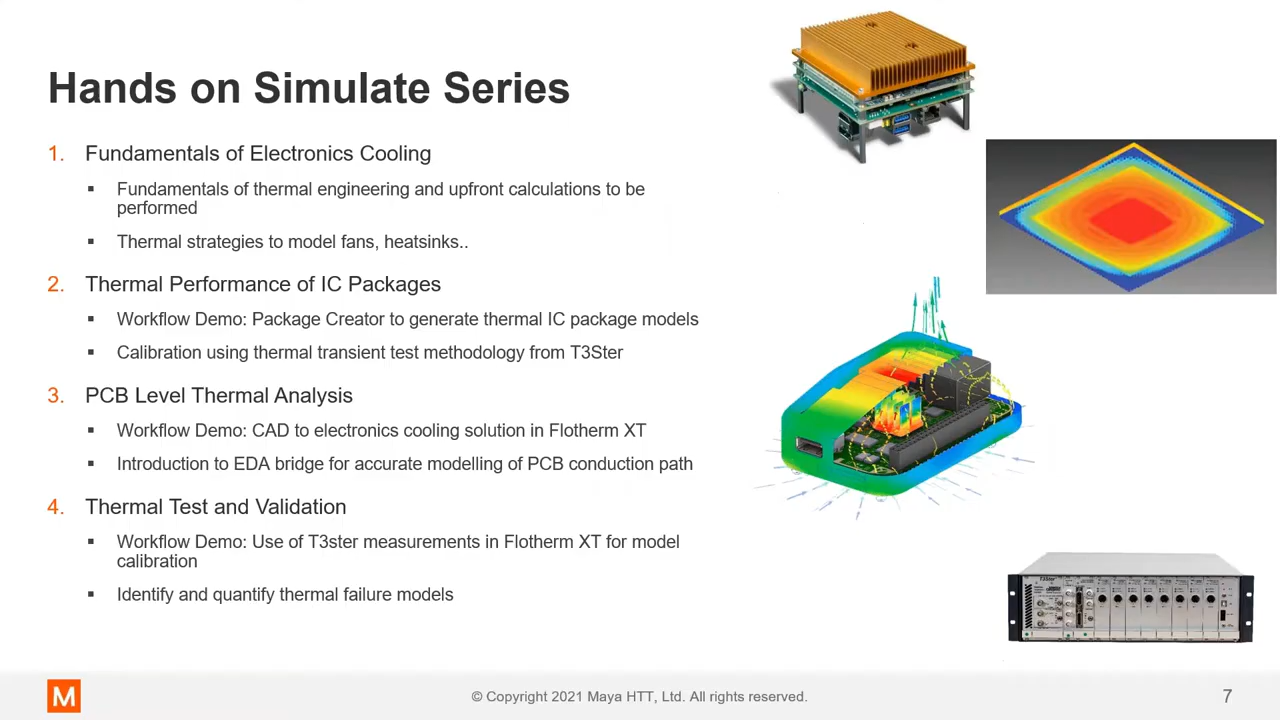 Hands on Simulate Series
1. Fundamentals of Electronics Cooling
▪ Fundamentals of thermal engineering and upfront calculations to be
performed
▪ Thermal strategies to model fans, heatsinks..
2. Thermal Performance of IC Packages
▪ Workflow Demo: Package Creator to generate thermal IC package models
▪ Calibration using thermal transient test methodology from T3Ster
3. PCB Level Thermal Analysis
▪ Workflow Demo: CAD to electronics cooling solution in Flotherm XT
▪ Introduction to EDA bridge for accurate modelling of PCB conduction path
4. Thermal Test and Validation
▪ Workflow Demo: Use of T3ster measurements in Flotherm XT for model
calibration
▪ Identify and quantify thermal failure models
T3Ster
M
© Copyright 2021 Maya HTT, Ltd. All rights reserved.
7